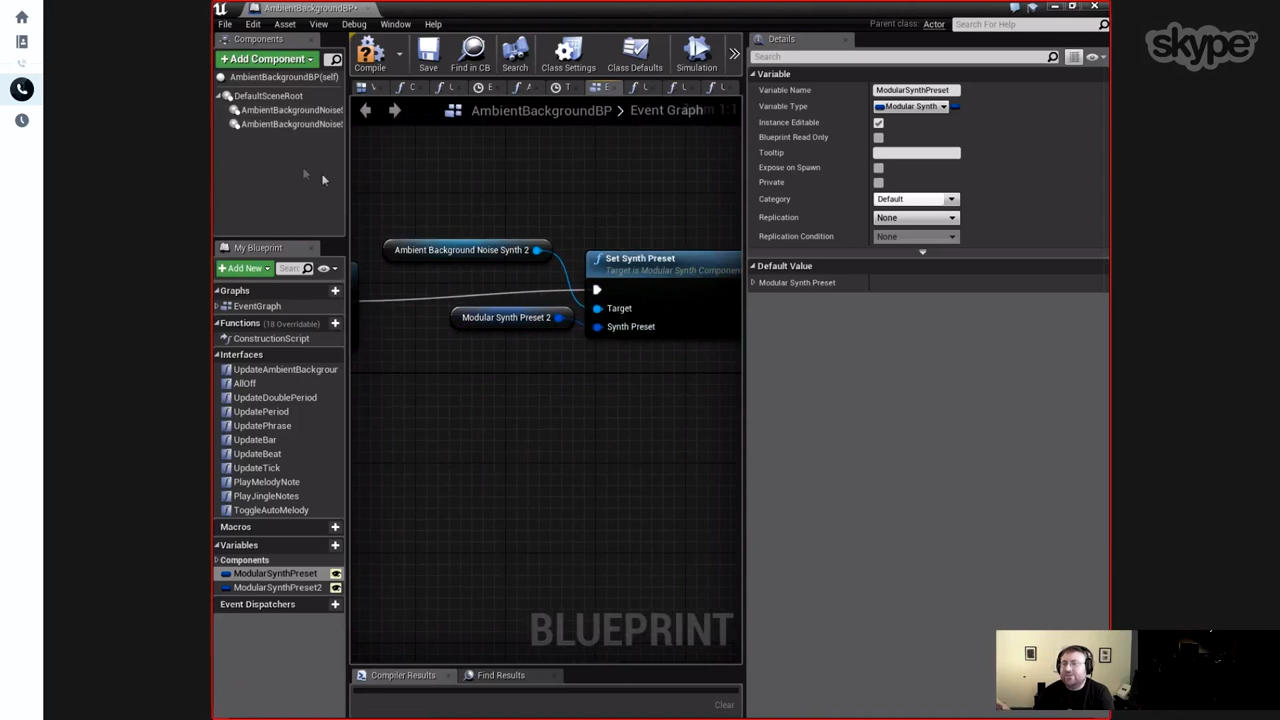 AmbientBackgroundBP*
File Edit Asset View Debug Window Help
Parent class: Actor
Search For Help
skype
Components
+ Add Component
AmbientBackgroundBP(self)
DefaultSceneRoot
AmbientBackgroundNoise
AmbientBackgroundNoise
Compile
Save
Find in CB
Search
Class Settings
Class Defaults
Simulation
AmbientBackgroundBP > Event Graph
Ambient Background Noise Synth 2
Modular Synth Preset 2
Set Synth Preset
Target is Modular Synth Component
Target
Synth Preset
BLUEPRINT
My Blueprint
+ Add New
Searc
Graphs
EventGraph
Functions (18 Overridable)
ConstructionScript
Interfaces
UpdateAmbientBackgrour
AllOff
UpdateDoublePeriod
UpdatePeriod
UpdatePhrase
UpdateBar
UpdateBeat
UpdateTick
PlayMelodyNote
PlayJingleNotes
ToggleAutoMelody
Macros
Variables
Components
ModularSynthPreset
ModularSynthPreset2
Event Dispatchers
Compiler Results
Find Results
Clear
Details
Search
Variable
Variable Name ModularSynthPreset
Variable Type Modular Synth
Instance Editable
Blueprint Read Only
Tooltip
Expose on Spawn
Private
Category Default
Replication None
Replication Condition None
Default Value
Modular Synth Preset